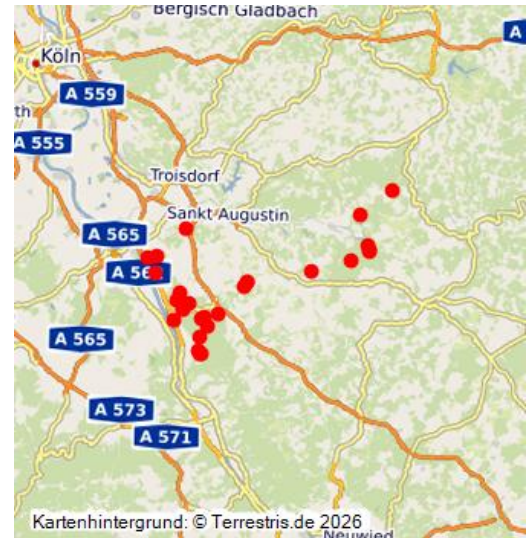 Bergisch Gladbach
A
Köln
A 559
A 555
Troisdorf
Sankt Augustin
A 565
A 56
A 565
A 573
A 571
Kartenhintergrund: © Terrestris.de 2026
Neuwied